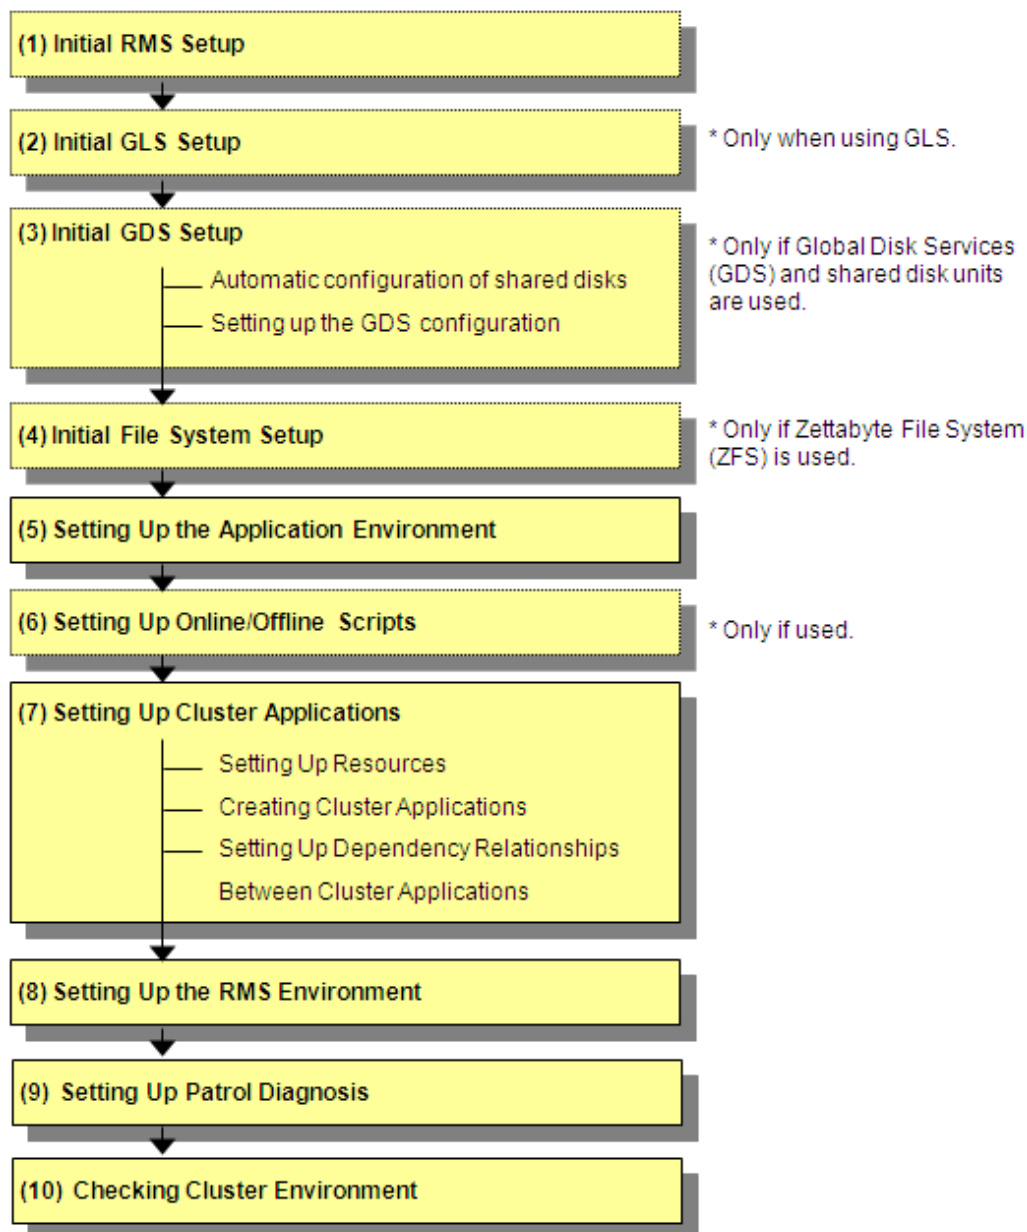 (1) Initial RMS Setup
(2) Initial GLS Setup
* Only when using GLS.
(3) Initial GDS Setup
Automatic configuration of shared disks
Setting up the GDS configuration
* Only if Global Disk Services
(GDS) and shared disk units
are used.
(4) Initial File System Setup
* Only if Zettabyte File System
(ZFS) is used.
(5) Setting Up the Application Environment
(6) Setting Up Online/Offline Scripts
* Only if used.
(7) Setting Up Cluster Applications
Setting Up Resources
Creating Cluster Applications
Setting Up Dependency Relationships
Between Cluster Applications
(8) Setting Up the RMS Environment
(9) Setting Up Patrol Diagnosis
(10) Checking Cluster Environment